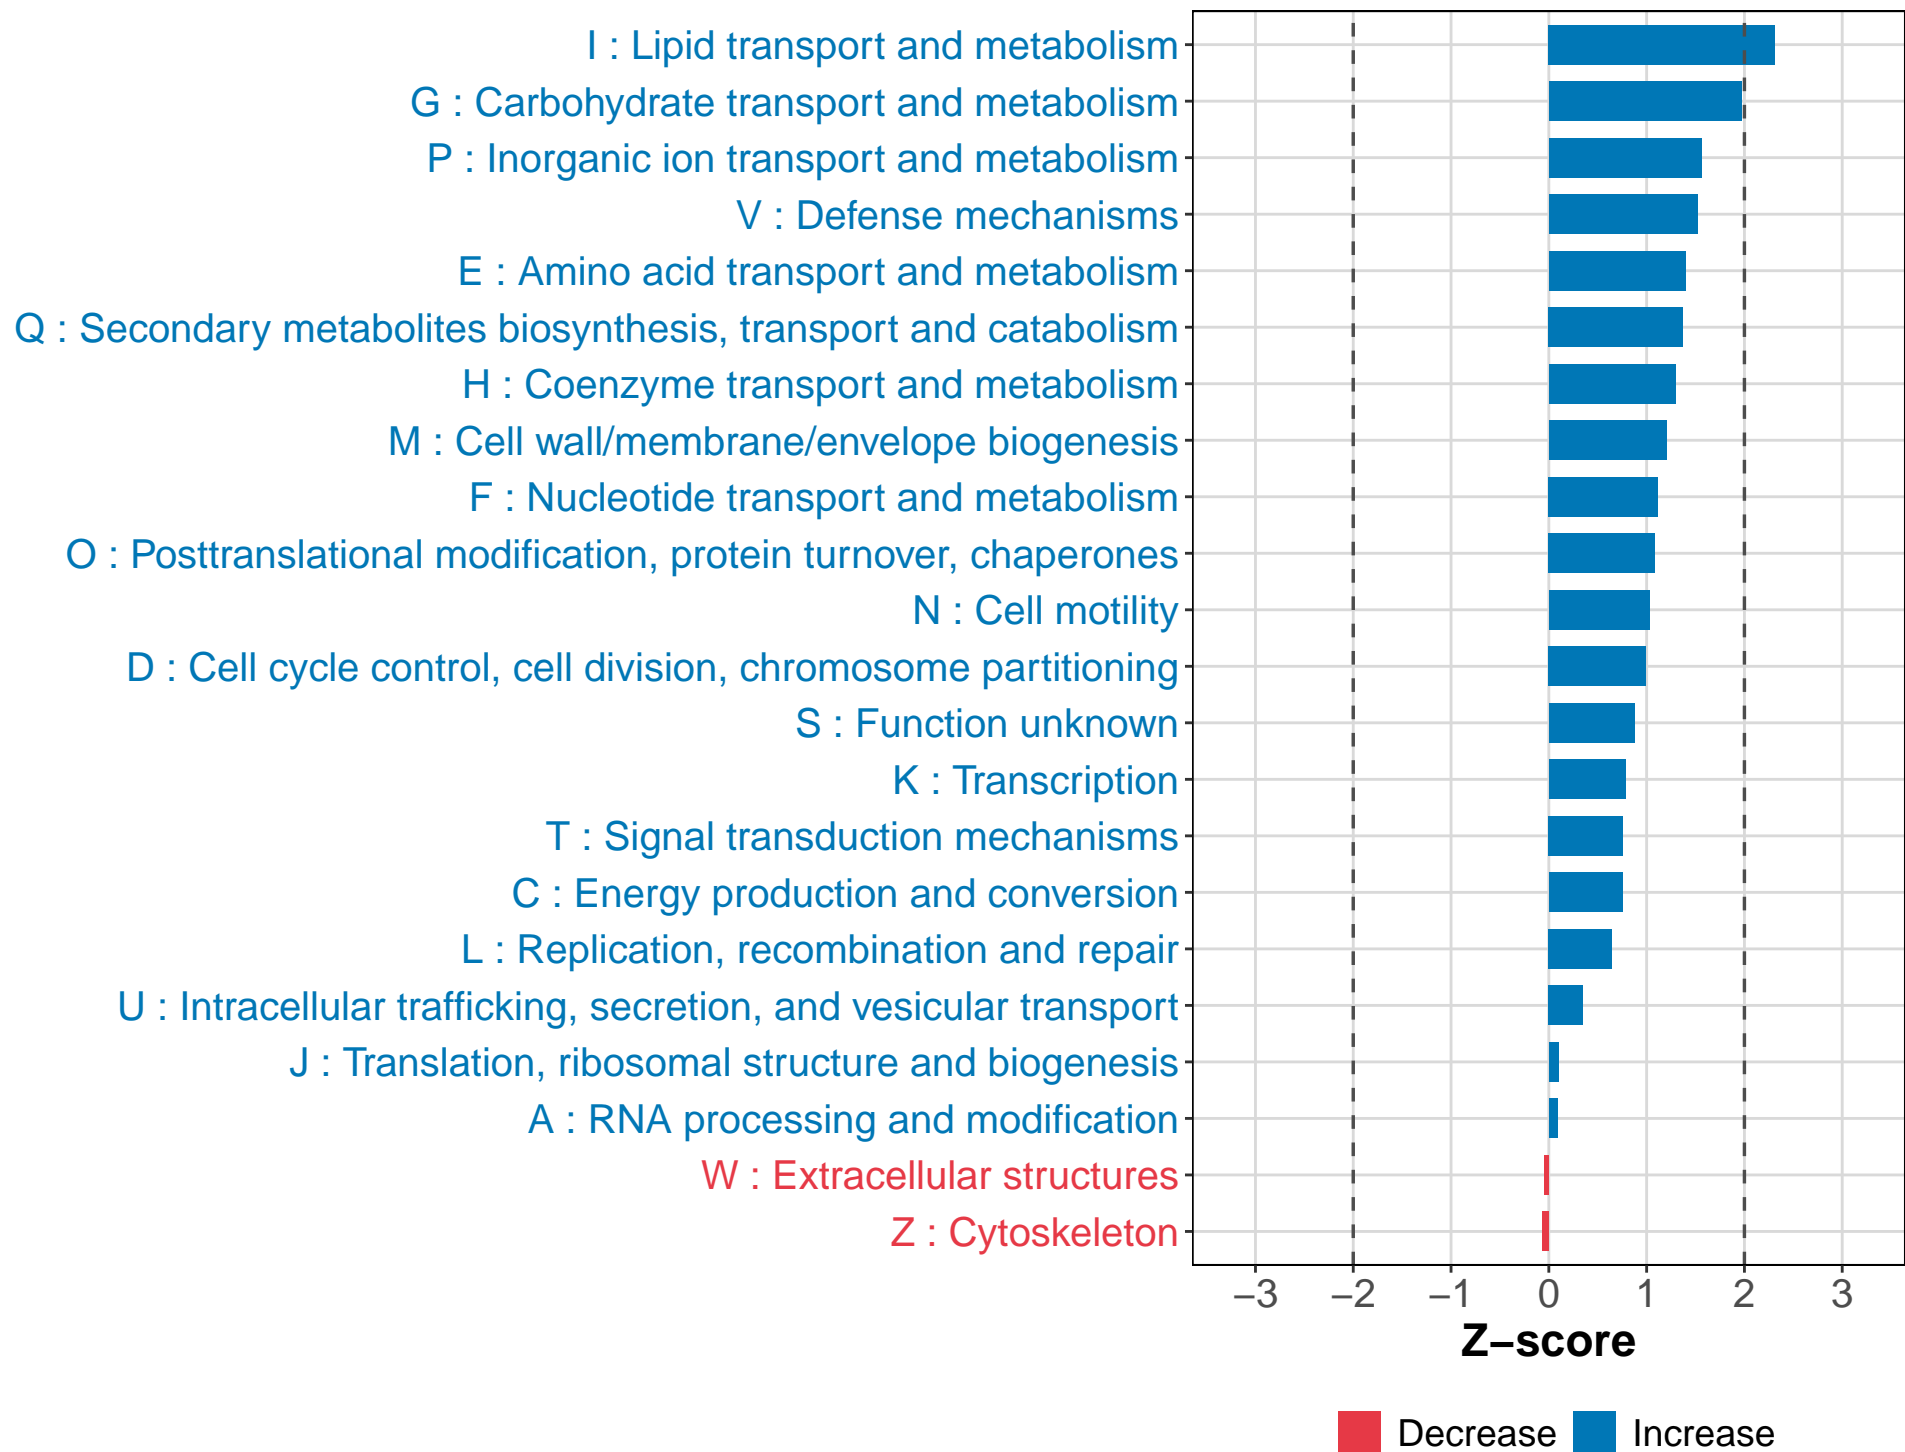 I : Lipid transport and metabolism
G : Carbohydrate transport and metabolism
P : Inorganic ion transport and metabolism
V : Defense mechanisms
E : Amino acid transport and metabolism
Q : Secondary metabolites biosynthesis, transport and catabolism
H : Coenzyme transport and metabolism
M : Cell wall/membrane/envelope biogenesis
F : Nucleotide transport and metabolism
O : Posttranslational modification, protein turnover, chaperones
N : Cell motility
D : Cell cycle control, cell division, chromosome partitioning
S : Function unknown
K : Transcription
T : Signal transduction mechanisms
C : Energy production and conversion
L : Replication, recombination and repair
U : Intracellular trafficking, secretion, and vesicular transport
J : Translation, ribosomal structure and biogenesis
A : RNA processing and modification
W : Extracellular structures
Z : Cytoskeleton
−3 −2 −1 0 1 2 3
Z−score
Decrease Increase